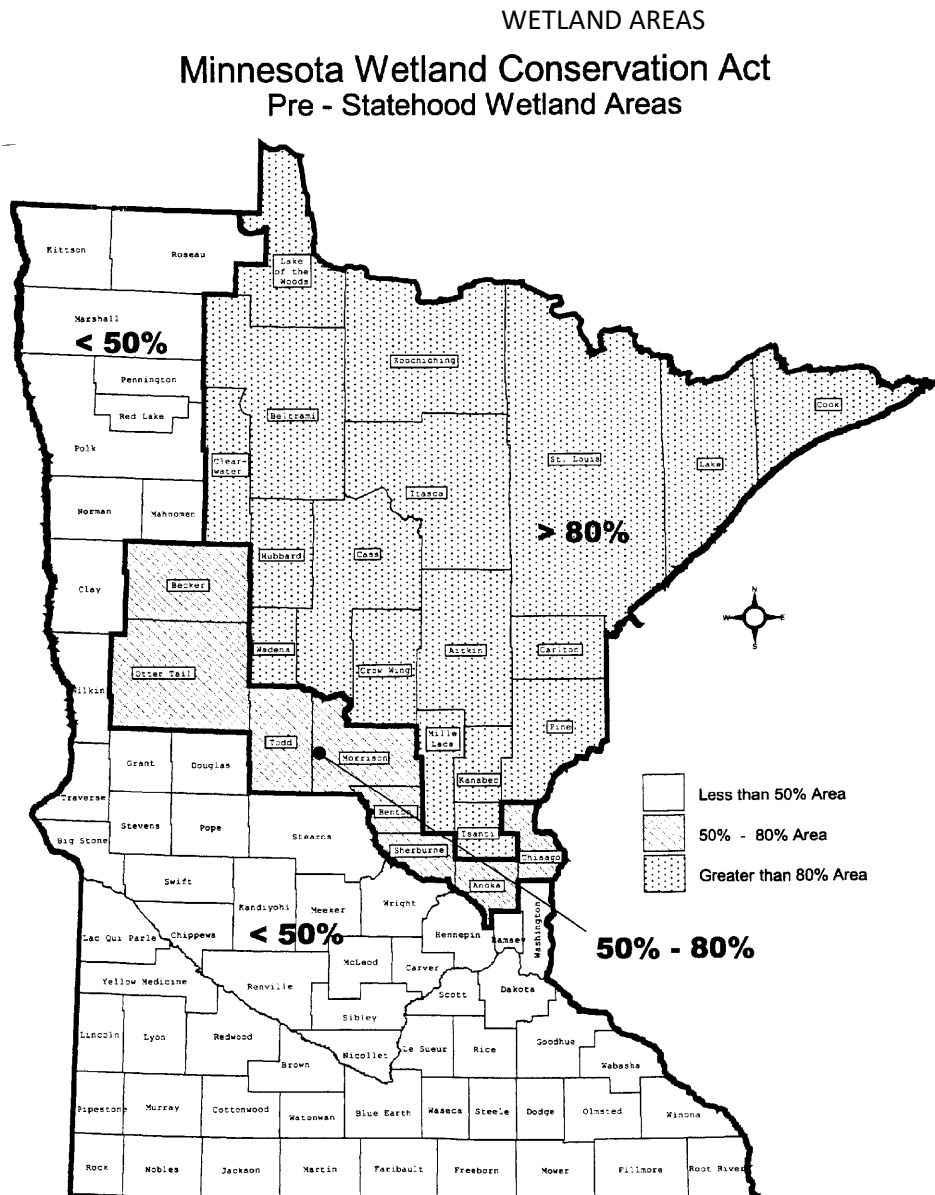 WETLAND AREAS
Minnesota Wetland Conservation Act
Pre - Statehood Wetland Areas
Kittson
Roseau
Lake
of the
Woods
Marshall
< 50%
Koochiching
Pennington
Red Lake
Beltrami
Cook
Polk
Clear-
water
St. Louis
Lake
Itasca
Norman
Mahnomen
> 80%
Hubbard
Cass
Clay
Becker
N
W
E
S
Wadena
Aitkin
Carlton
Otter Tail
Crow Wing
ilkin
Todd
Mille
Lacs
Pine
Morrison
Grant
Douglas
Kanabec
Less than 50% Area
Traverse
Benton
Stevens
Pope
Stearns
Isanti
50% - 80% Area
Big Stone
Sherburne
Chisago
Greater than 80% Area
Swift
Anoka
Kandiyohi
Meeker
Wright
Washington
Lac Qui Parle
Chippewa
< 50%
Hennepin
Ramsey
50% - 80%
McLeod
Carver
Yellow Medicine
Renville
Scott
Dakota
Sibley
Lincoln
Lyon
Redwood
Nicollet
Le Sueur
Rice
Goodhue
Brown
Wabasha
Pipestone
Murray
Cottonwood
Watonwan
Blue Earth
Waseca
Steele
Dodge
Olmsted
Winona
Rock
Nobles
Jackson
Martin
Faribault
Freeborn
Mower
Fillmore
Root River